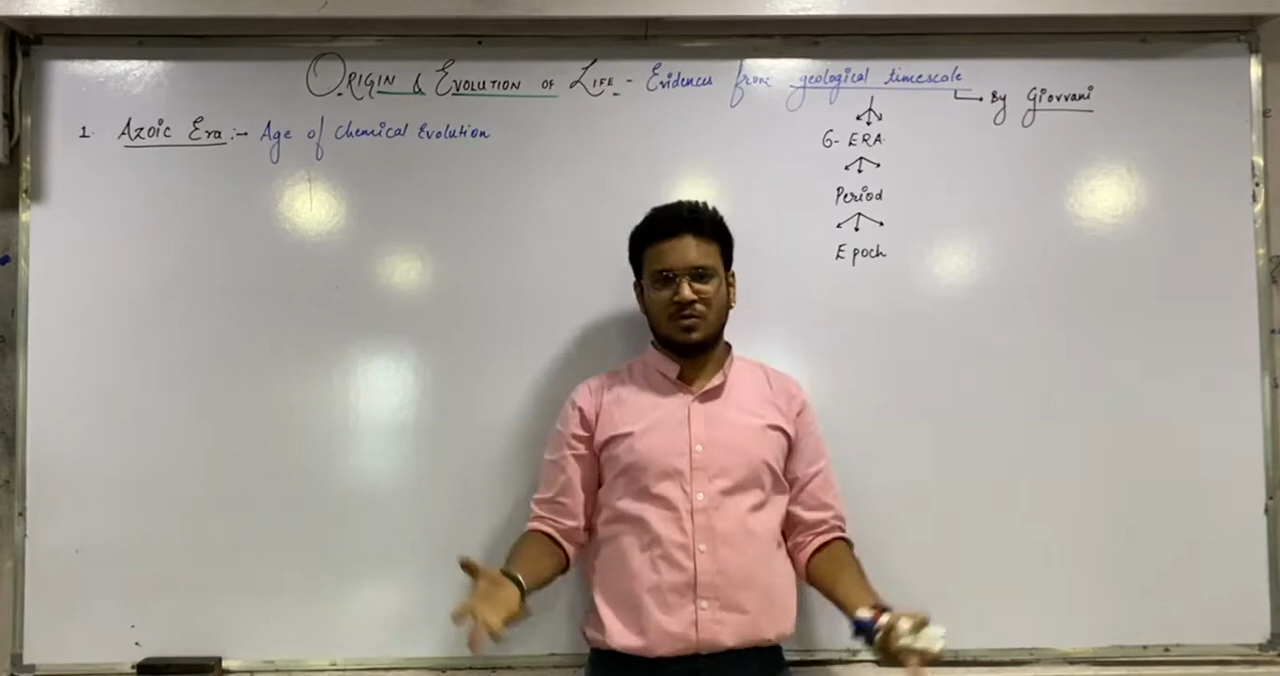 ORIGIN & EVOLUTION OF LIFE - Evidences from geological timescale
By Giovvani
1. Azoic Era :→ Age of Chemical Evolution
6- ERA
Period
Epoch